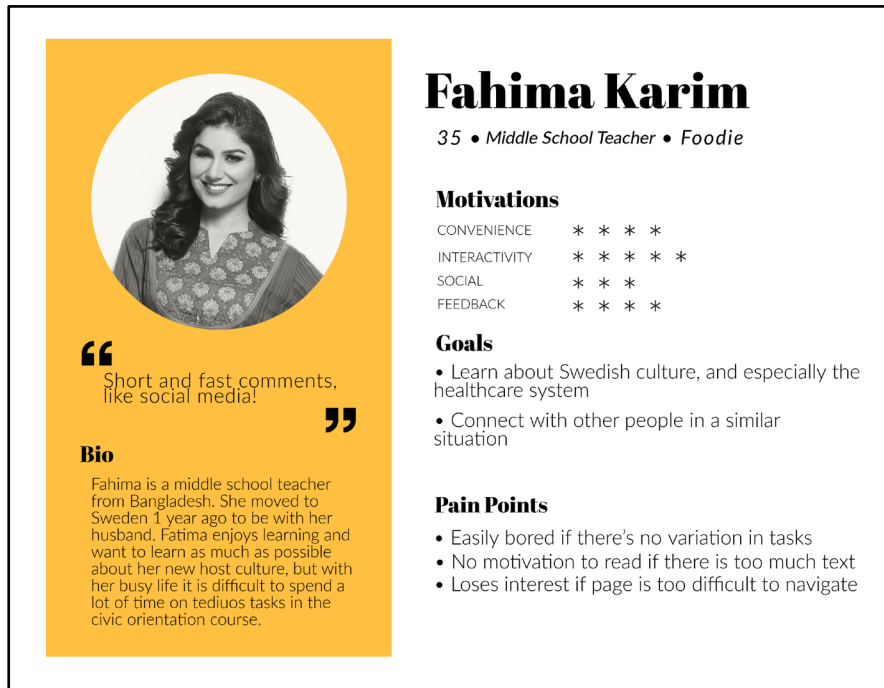 Fahima Karim
35 • Middle School Teacher • Foodie
“
Short and fast comments,
like social media!
”
Bio
Fahima is a middle school teacher
from Bangladesh. She moved to
Sweden 1 year ago to be with her
husband. Fatima enjoys learning and
want to learn as much as possible
about her new host culture, but with
her busy life it is difficult to spend a
lot of time on tediuos tasks in the
civic orientation course.
Motivations
CONVENIENCE * * * *
INTERACTIVITY * * * * *
SOCIAL * * *
FEEDBACK * * * *
Goals
• Learn about Swedish culture, and especially the
healthcare system
• Connect with other people in a similar
situation
Pain Points
• Easily bored if there’s no variation in tasks
• No motivation to read if there is too much text
• Loses interest if page is too difficult to navigate